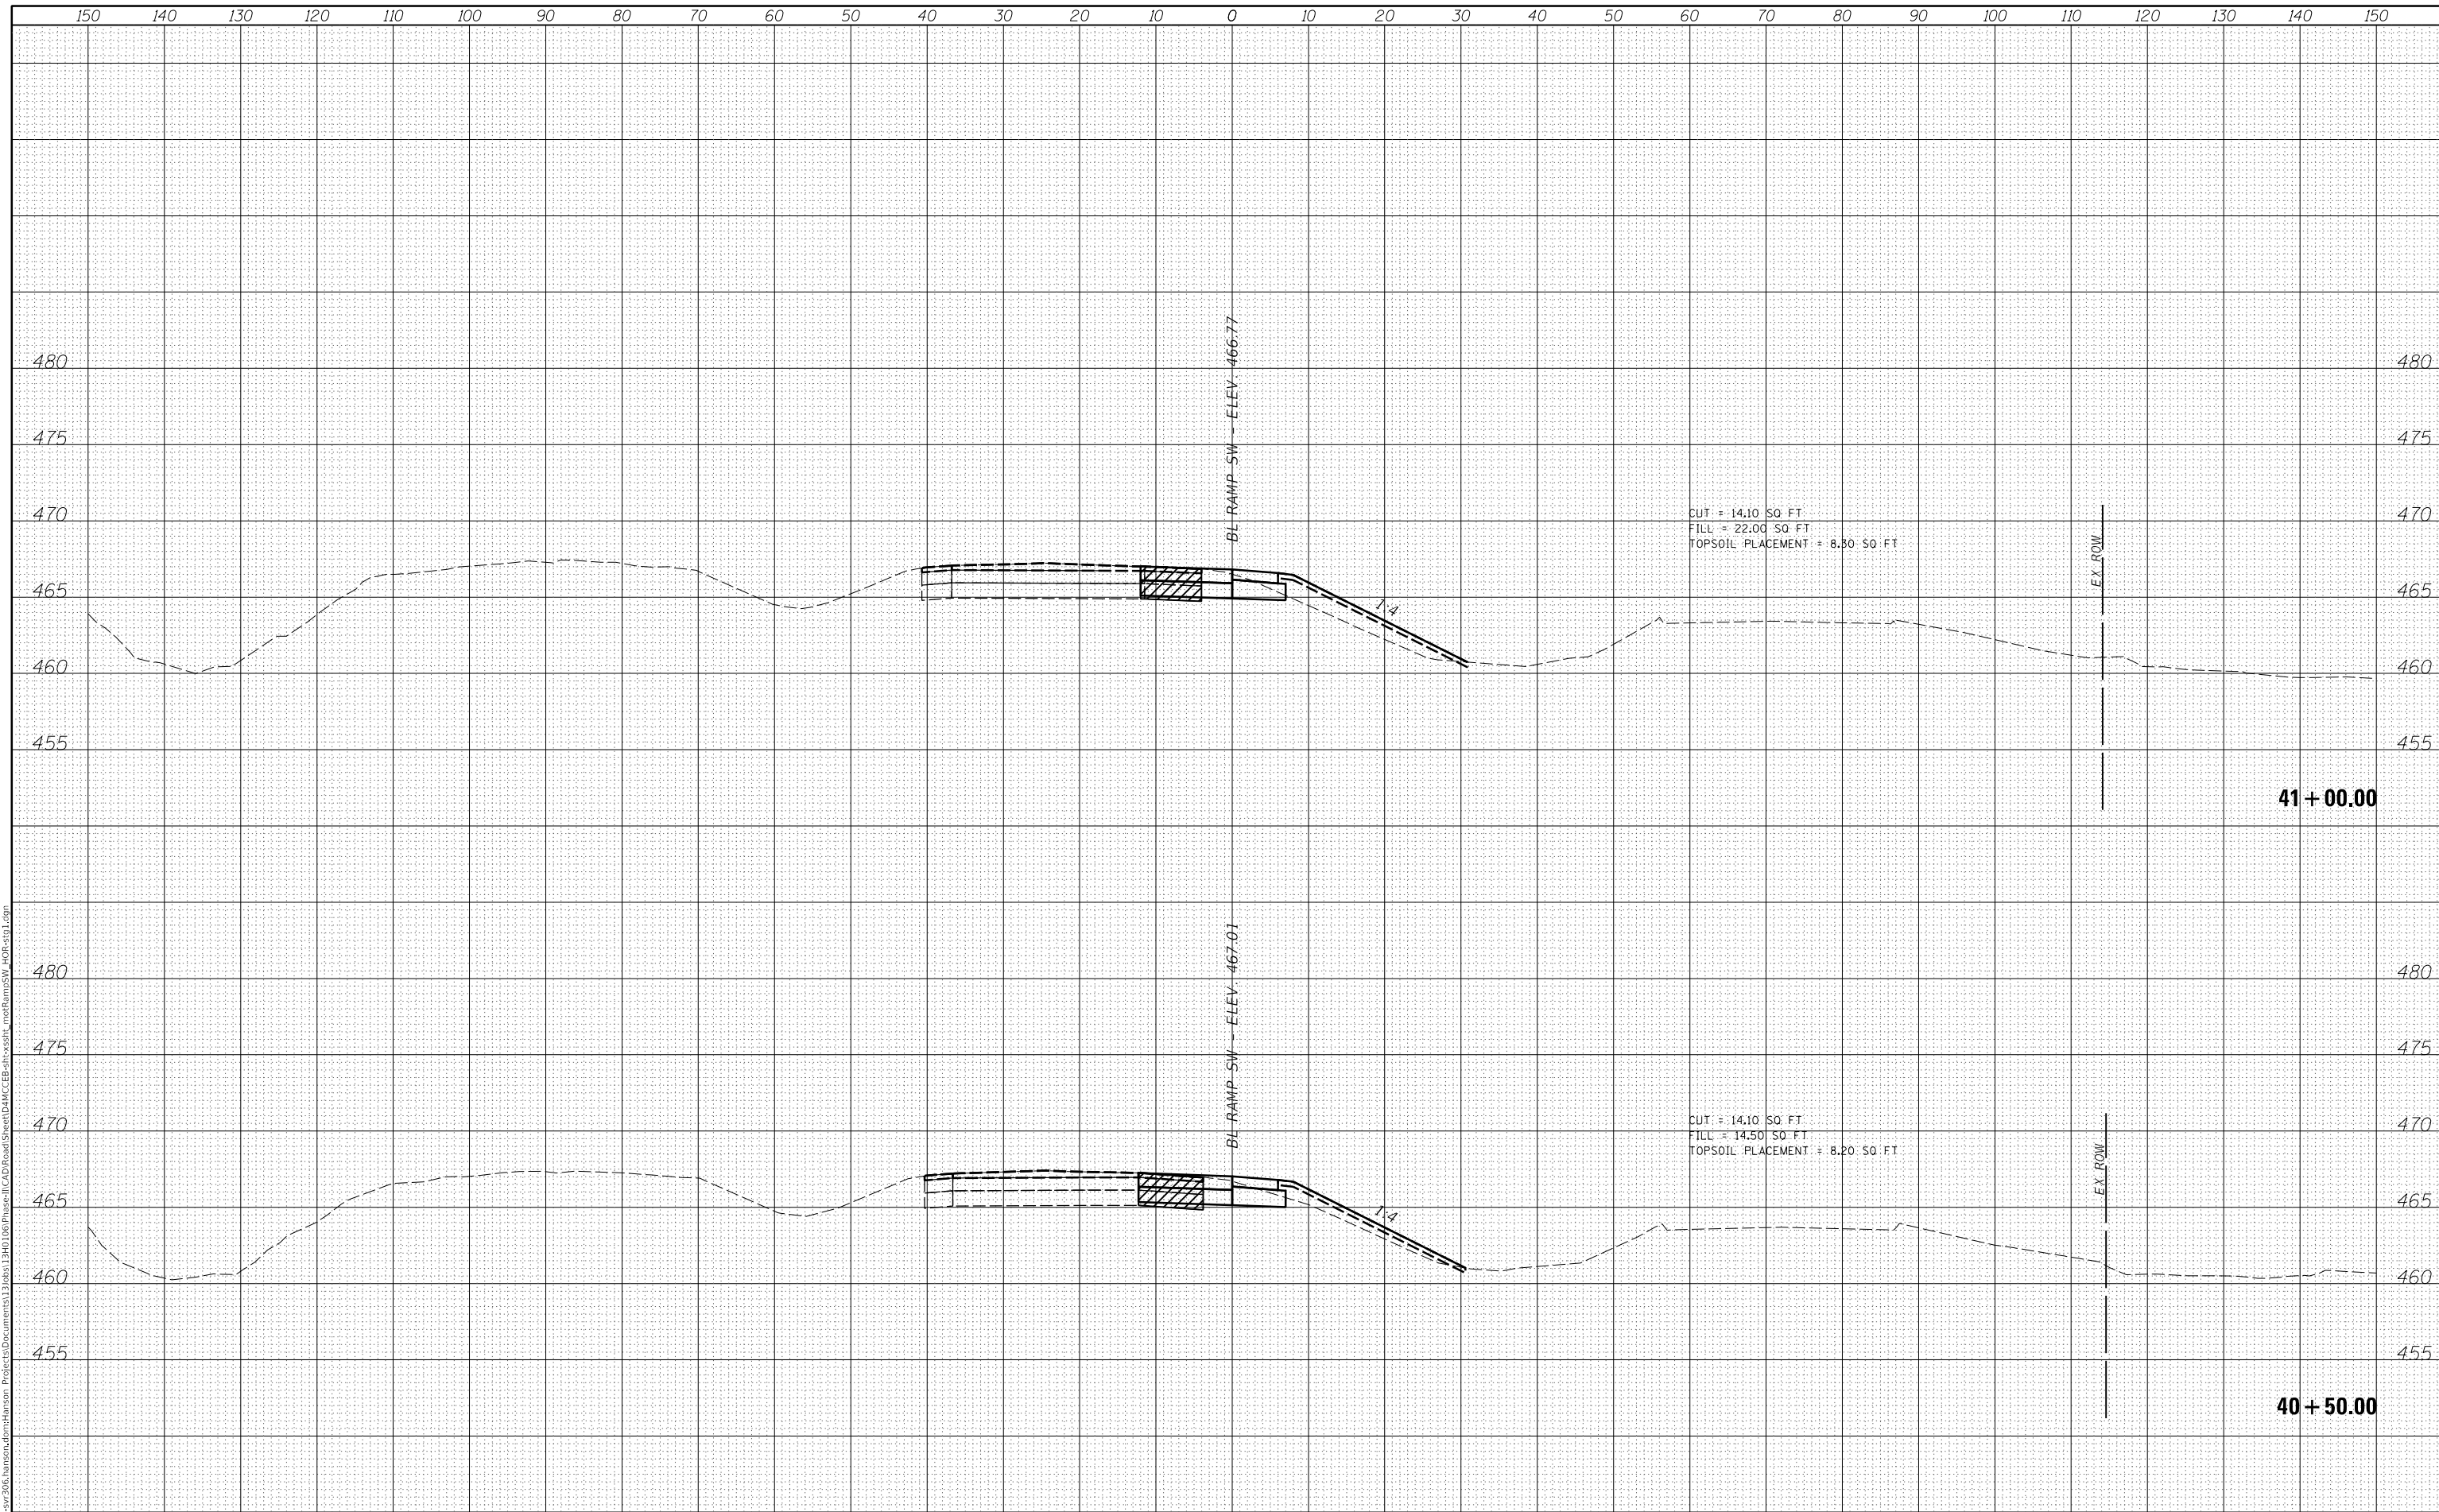 150 140 130 120 110 100 90 80 70 60 50 40 30 20 10 0 10 20 30 40 50 60 70 80 90 100 110 120 130 140 150
BL RAMP SW - ELEV. 466.77
480 480
475 475
470 470
CUT = 14.10 SQ FT
FILL = 22.00 SQ FT
TOPSOIL PLACEMENT = 8.30 SQ FT
EX ROW
465 465
1:4
460 460
455 455
41+00.00
BL RAMP SW - ELEV. 467.01
480 480
475 475
470 470
CUT = 14.10 SQ FT
FILL = 14.50 SQ FT
TOPSOIL PLACEMENT = 8.20 SQ FT
EX ROW
465 465
1:4
460 460
455 455
40+50.00